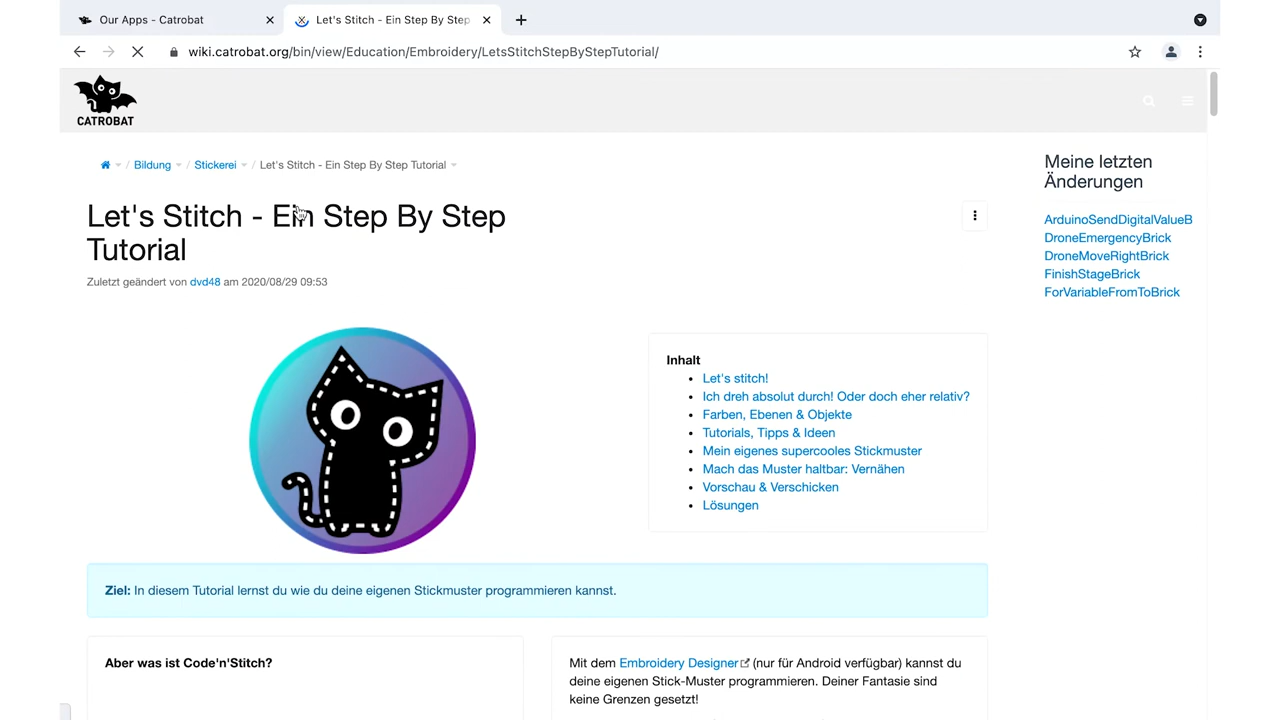 Our Apps - Catrobat
Let's Stitch - Ein Step By Step
wiki.catrobat.org/bin/view/Education/Embroidery/LetsStitchStepByStepTutorial/
CATROBAT
/ Bildung / Stickerei / Let's Stitch - Ein Step By Step Tutorial
Let's Stitch - Ein Step By Step
Tutorial
Zuletzt geändert von dvd48 am 2020/08/29 09:53
Meine letzten
Änderungen
ArduinoSendDigitalValueB
DroneEmergencyBrick
DroneMoveRightBrick
FinishStageBrick
ForVariableFromToBrick
Inhalt
• Let's stitch!
• Ich dreh absolut durch! Oder doch eher relativ?
• Farben, Ebenen & Objekte
• Tutorials, Tipps & Ideen
• Mein eigenes supercooles Stickmuster
• Mach das Muster haltbar: Vernähen
• Vorschau & Verschicken
• Lösungen
Ziel: In diesem Tutorial lernst du wie du deine eigenen Stickmuster programmieren kannst.
Aber was ist Code'n'Stitch?
Mit dem Embroidery Designer (nur für Android verfügbar) kannst du
deine eigenen Stick-Muster programmieren. Deiner Fantasie sind
keine Grenzen gesetzt!